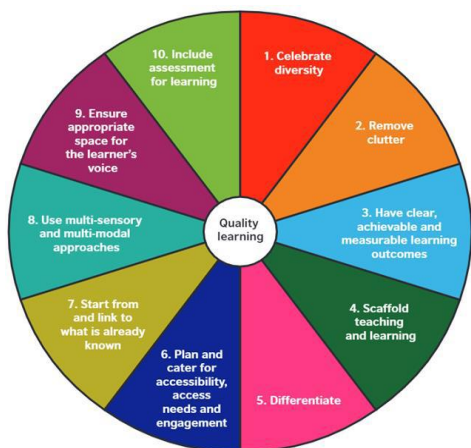 1. Celebrate
diversity
2. Remove
clutter
3. Have clear,
achievable and
measurable learning
outcomes
4. Scaffold
teaching
and learning
5. Differentiate
6. Plan and
cater for
accessibility,
access needs
and
engagement
7. Start from
and link to
what is already
known
8. Use multi-sensory
and multi-modal
approaches
9. Ensure
appropriate
space for
the learner's
voice
10. Include
assessment
for learning
Quality
learning